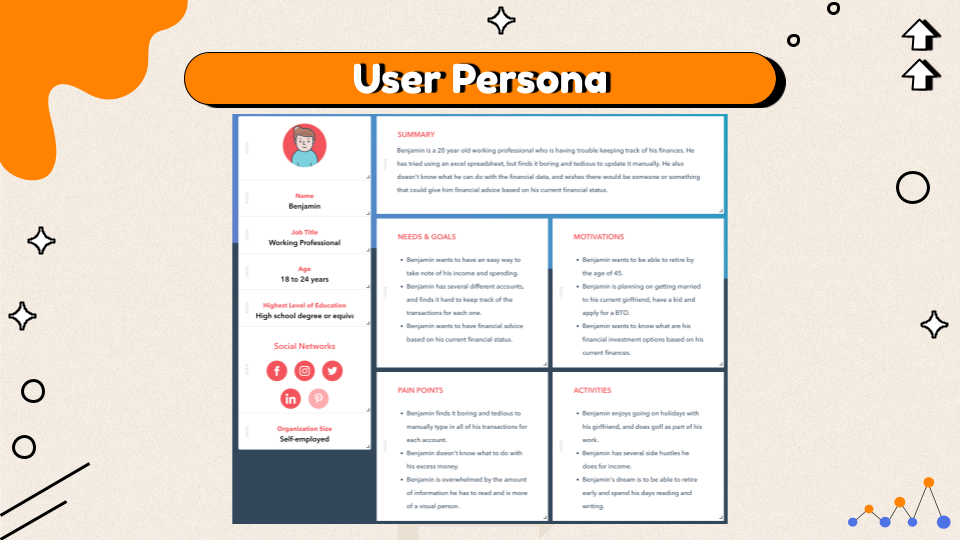 User Persona
Name
Benjamin
Job Title
Working Professional
Age
18 to 24 years
Highest Level of Education
High school degree or equiva
Social Networks
Organization Size
Self-employed
SUMMARY
Benjamin is a 20 year old working professional who is having trouble keeping track of his finances. He
has tried using an excel spreadsheet, but finds it boring and tedious to update it manually. He also
doesn't know what he can do with the financial data, and wishes there would be someone or something
that could give him financial advice based on his current financial status.
NEEDS & GOALS
• Benjamin wants to have an easy way to
take note of his income and spending.
• Benjamin has several different accounts,
and finds it hard to keep track of the
transactions for each one.
• Benjamin wants to have financial advice
based on his current financial status.
MOTIVATIONS
• Benjamin wants to be able to retire by
the age of 45.
• Benjamin is planning on getting married
to his current girlfriend, have a kid and
apply for a BTO.
• Benjamin wants to know what are his
financial investment options based on his
current finances.
PAIN POINTS
• Benjamin finds it boring and tedious to
manually type in all of his transactions for
each account.
• Benjamin doesn't know what to do with
his excess money.
• Benjamin is overwhelmed by the amount
of information he has to read and is more
of a visual person.
ACTIVITIES
• Benjamin enjoys going on holidays with
his girlfriend, and does golf as part of his
work.
• Benjamin has several side hustles he
does for income.
• Benjamin's dream is to be able to retire
early and spend his days reading and
writing.